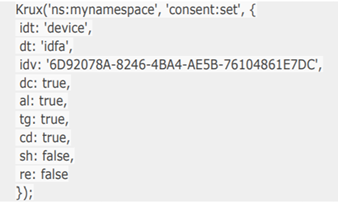 Krux('ns:mynamespace', 'consent:set', {
idt: 'device',
dt: 'idfa',
idv: '6D92078A-8246-4BA4-AE5B-76104861E7DC',
dc: true,
al: true,
tg: true,
cd: true,
sh: false,
re: false
});